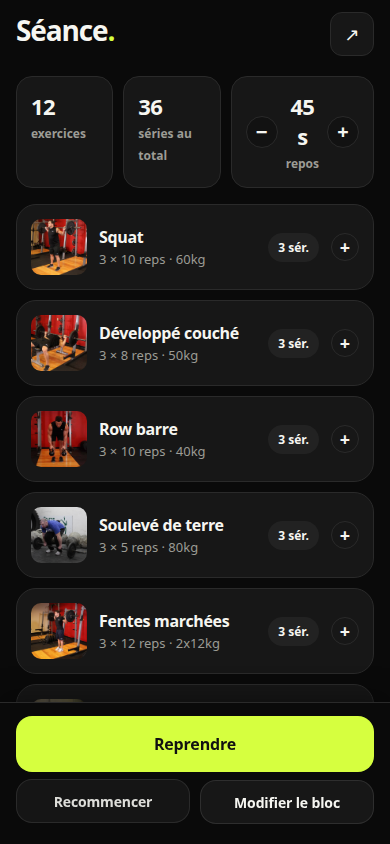 Séance.
↗
12
exercices
36
séries au
total
−
45
s
repos
+
Squat
3 × 10 reps · 60kg
3 sér.
+
Développé couché
3 × 8 reps · 50kg
3 sér.
+
Row barre
3 × 10 reps · 40kg
3 sér.
+
Soulevé de terre
3 × 5 reps · 80kg
3 sér.
+
Fentes marchées
3 × 12 reps · 2x12kg
3 sér.
+
Reprendre
Recommencer
Modifier le bloc